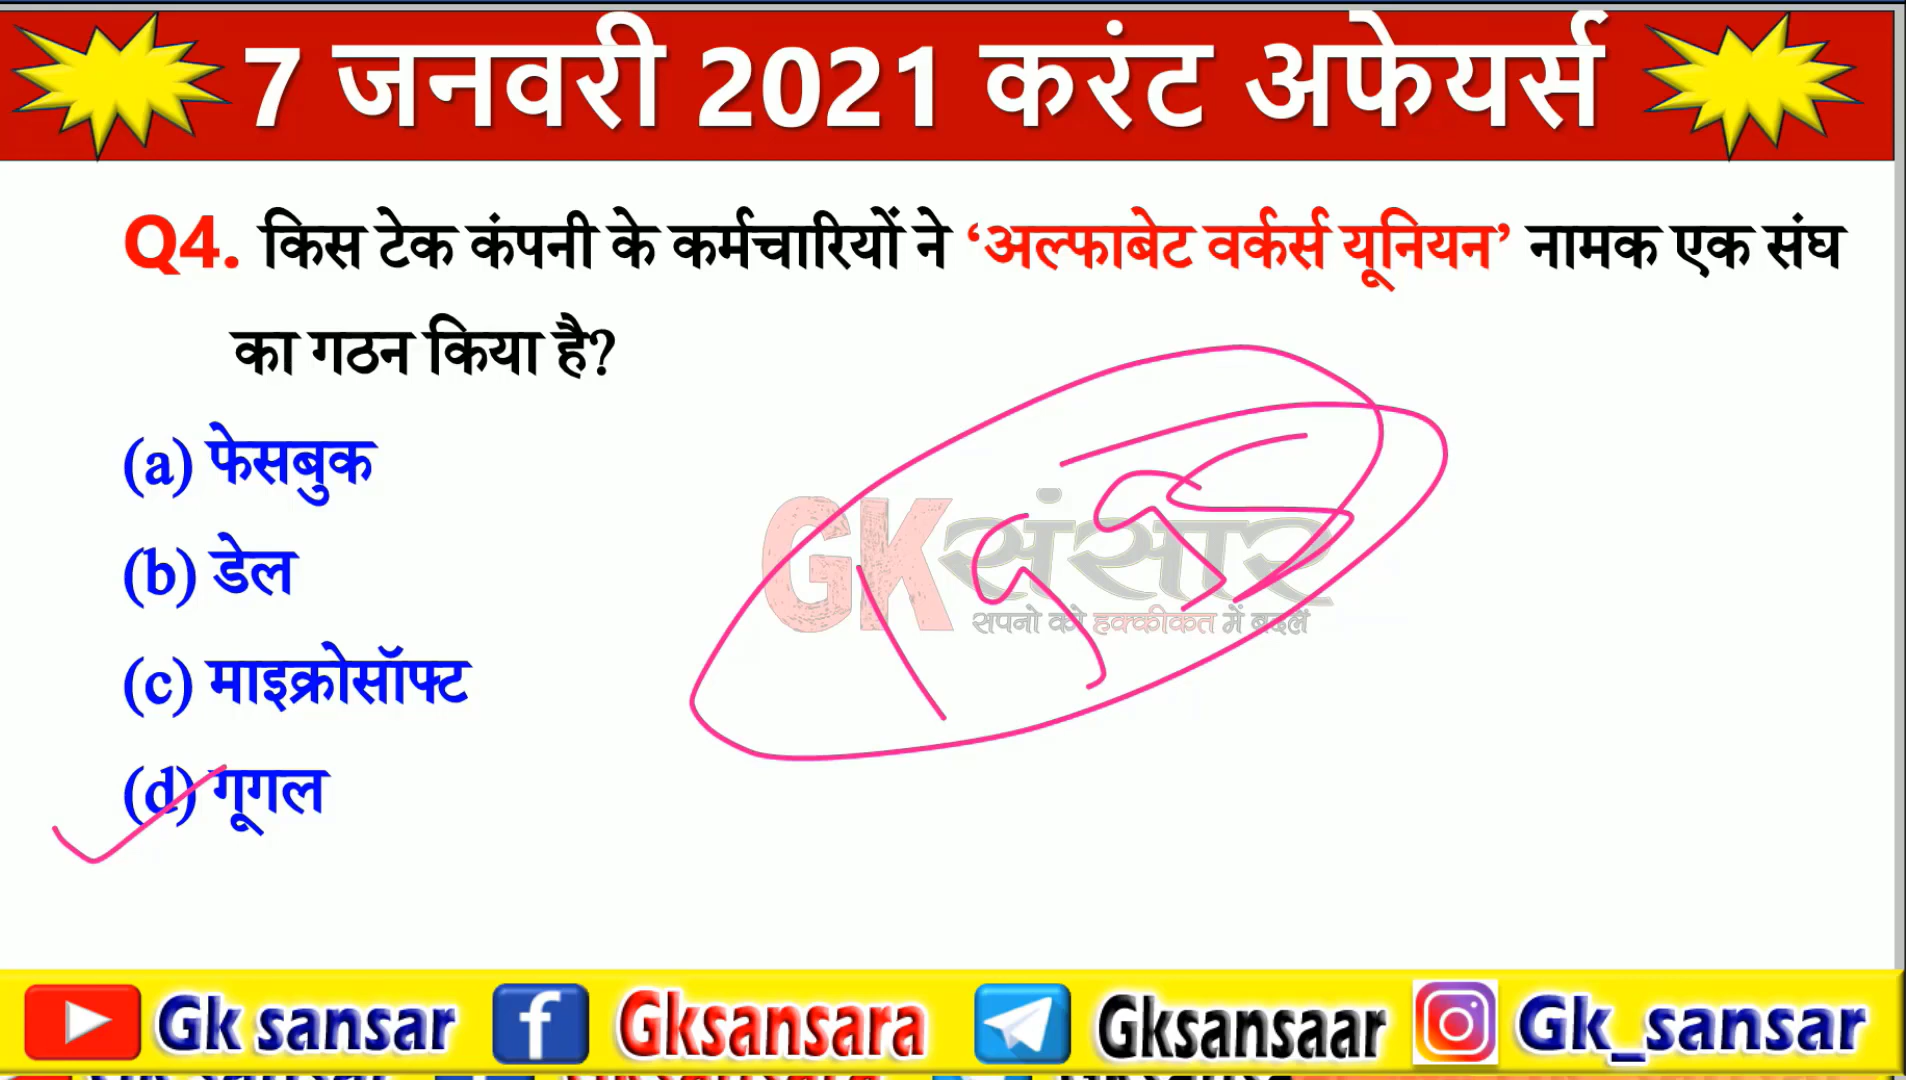 7 जनवरी 2021 करंट अफेयर्स
Q4. किस टेक कंपनी के कर्मचारियों ने ‘अल्फाबेट वर्कर्स यूनियन’ नामक एक संघ
का गठन किया है?
(a) फेसबुक
(b) डेल
(c) माइक्रोसॉफ्ट
(d) गूगल
GK संसार
सपनो को हक्कीकत में बदलें
Gk sansar Gksansara Gksansaar Gk_sansar